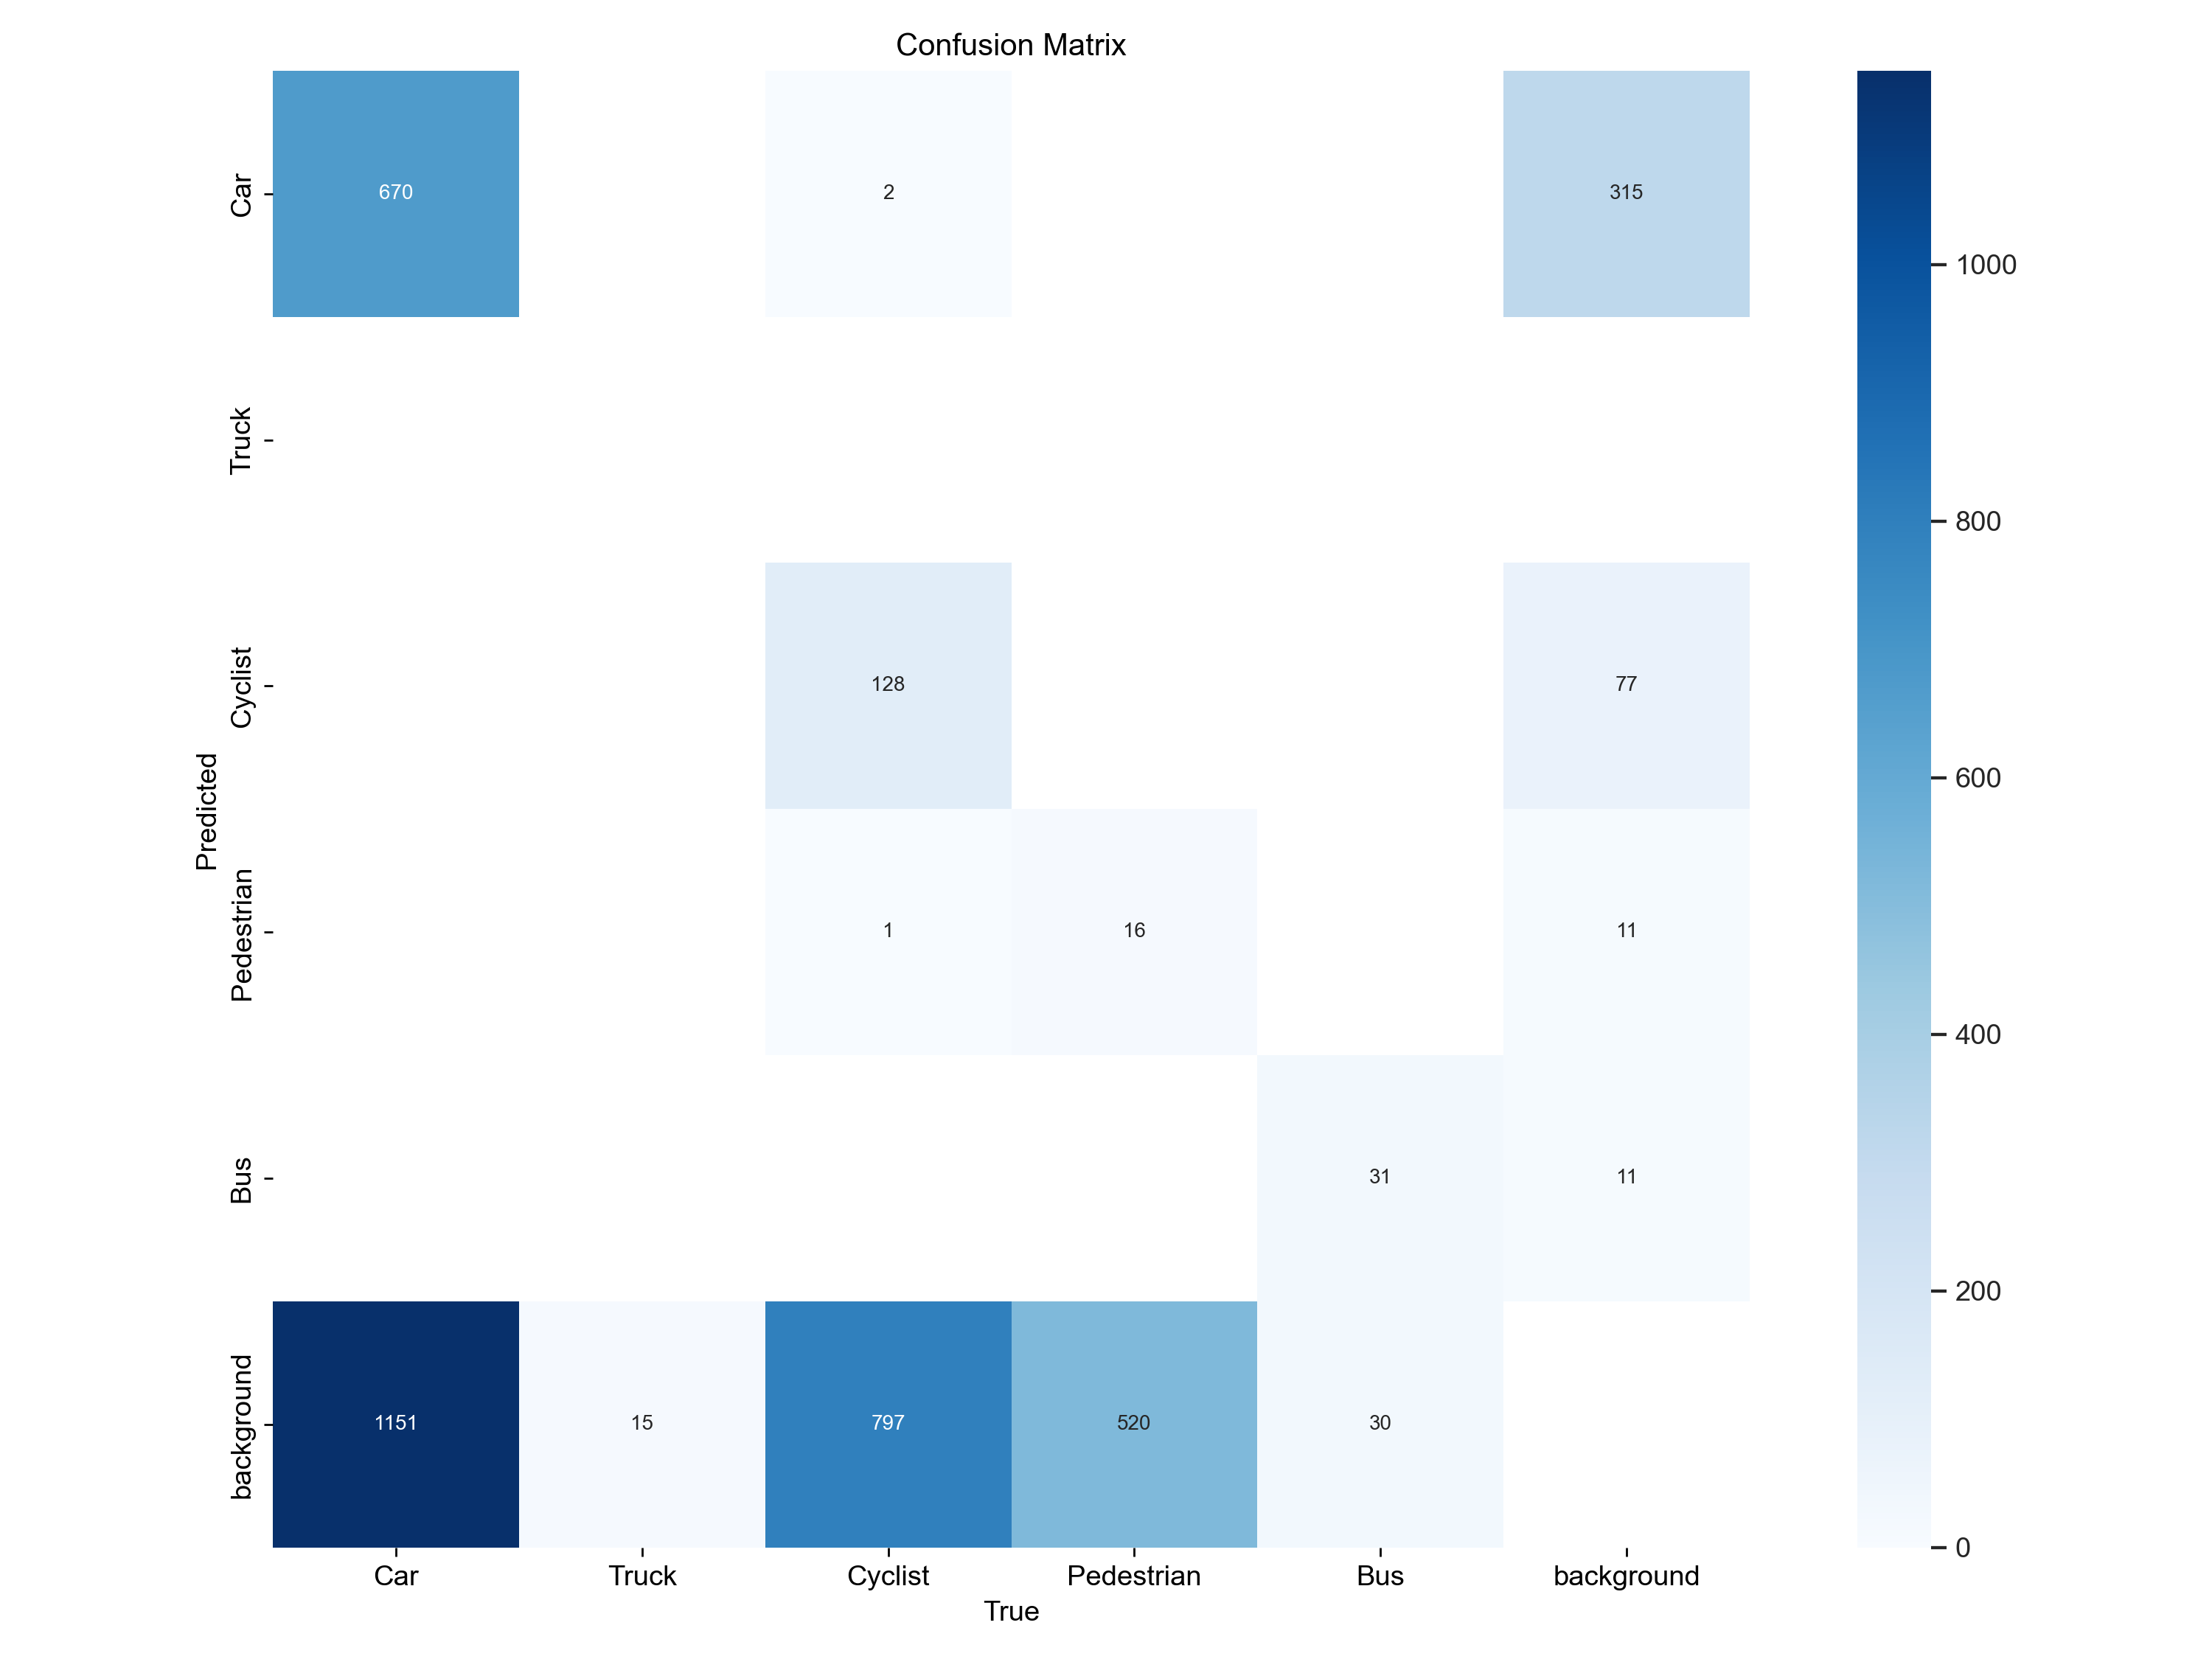 Confusion Matrix
Car
670
2
315
1000
Truck
800
Cyclist
128
77
600
Predicted
Pedestrian
1
16
11
400
Bus
31
11
200
background
1151
15
797
520
30
0
Car Truck Cyclist Pedestrian Bus background
True